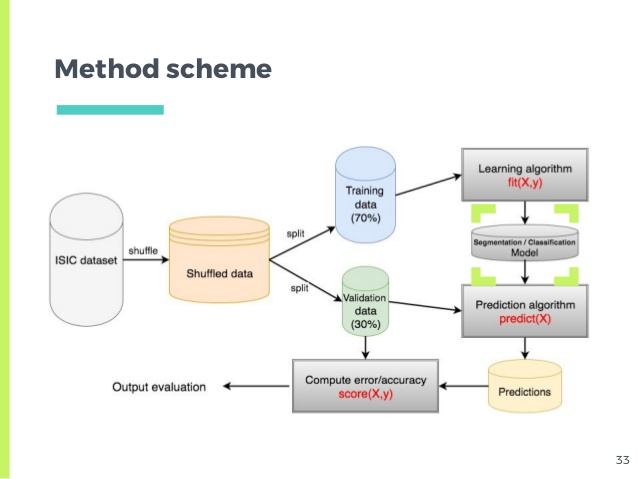 Method scheme
ISIC dataset
shuffle
Shuffled data
split
split
Training
data
(70%)
Validation
data
(30%)
Learning algorithm
fit(X,y)
Segmentation / Classification
Model
Prediction algorithm
predict(X)
Predictions
Compute error/accuracy
score(X,y)
Output evaluation
33